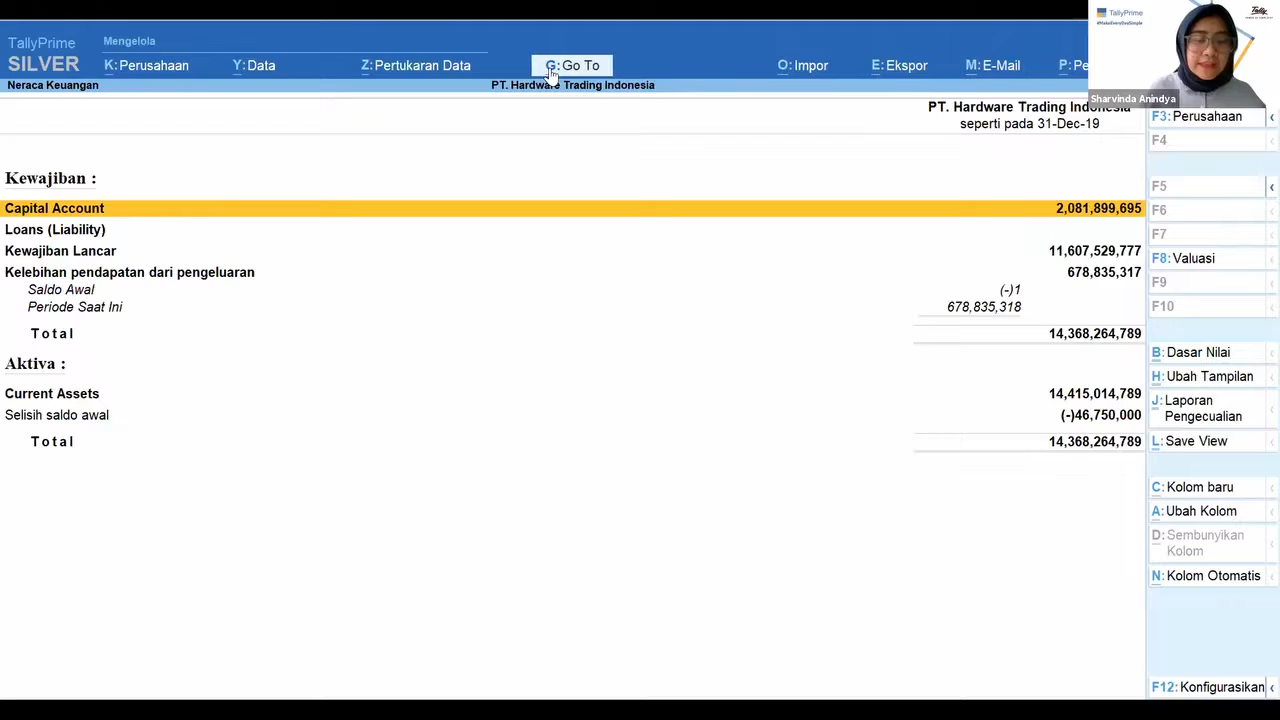 TallyPrime
#MakeEveryDaySimple
Tally
TallyPrime
SILVER
Mengelola
K:Perusahaan
Y:Data
Z:Pertukaran Data
G:Go To
O:Impor
E:Ekspor
M:E-Mail
P:Pe
Sharvinda Anindya
Neraca Keuangan
PT. Hardware Trading Indonesia
PT. Hardware Trading Indonesia
seperti pada 31-Dec-19
Kewajiban :
Capital Account 2,081,899,695
Loans (Liability)
Kewajiban Lancar 11,607,529,777
Kelebihan pendapatan dari pengeluaran 678,835,317
Saldo Awal (-)1
Periode Saat Ini 678,835,318
Total 14,368,264,789
Aktiva :
Current Assets 14,415,014,789
Selisih saldo awal (-)46,750,000
Total 14,368,264,789
F3:Perusahaan
F4
F5
F6
F7
F8:Valuasi
F9
F10
B:Dasar Nilai
H:Ubah Tampilan
J:Laporan
Pengecualian
L:Save View
C:Kolom baru
A:Ubah Kolom
D:Sembunyikan
Kolom
N:Kolom Otomatis
F12:Konfigurasikan